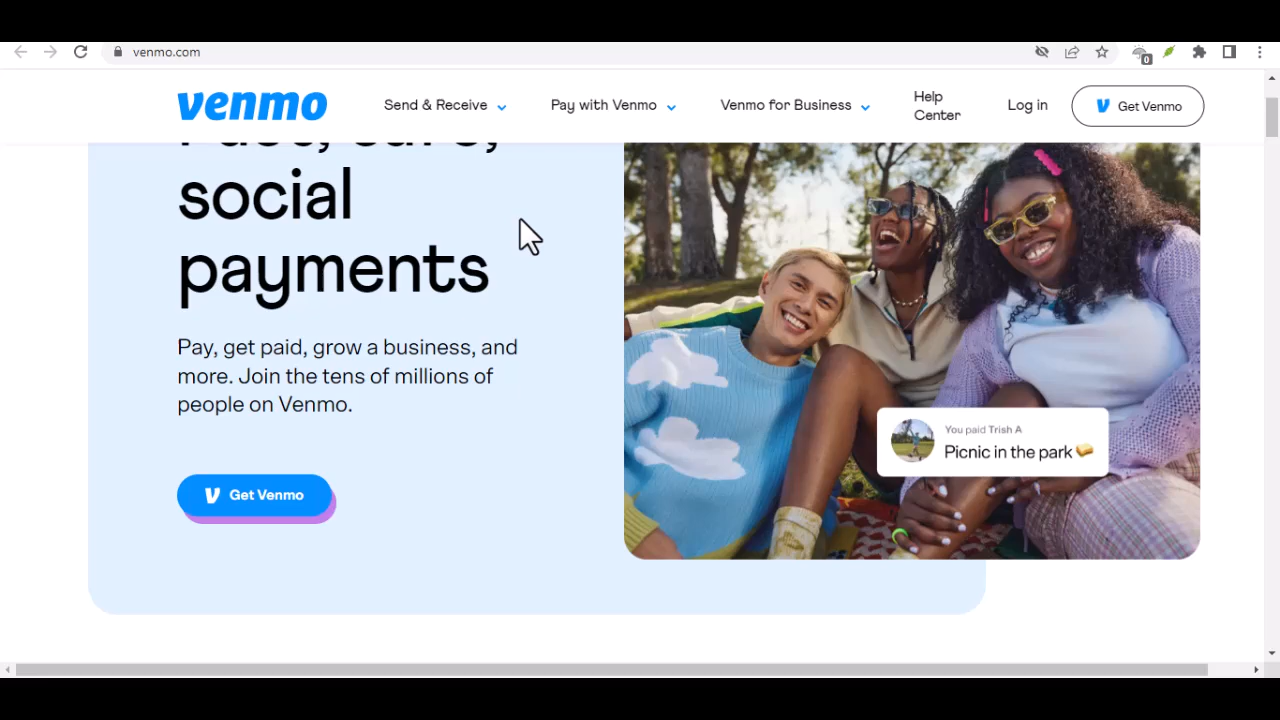 venmo.com
0
venmo
Send & Receive
Pay with Venmo
Venmo for Business
Help
Center
Log in
Get Venmo
social
payments
Pay, get paid, grow a business, and
more. Join the tens of millions of
people on Venmo.
Get Venmo
You paid Trish A
Picnic in the park